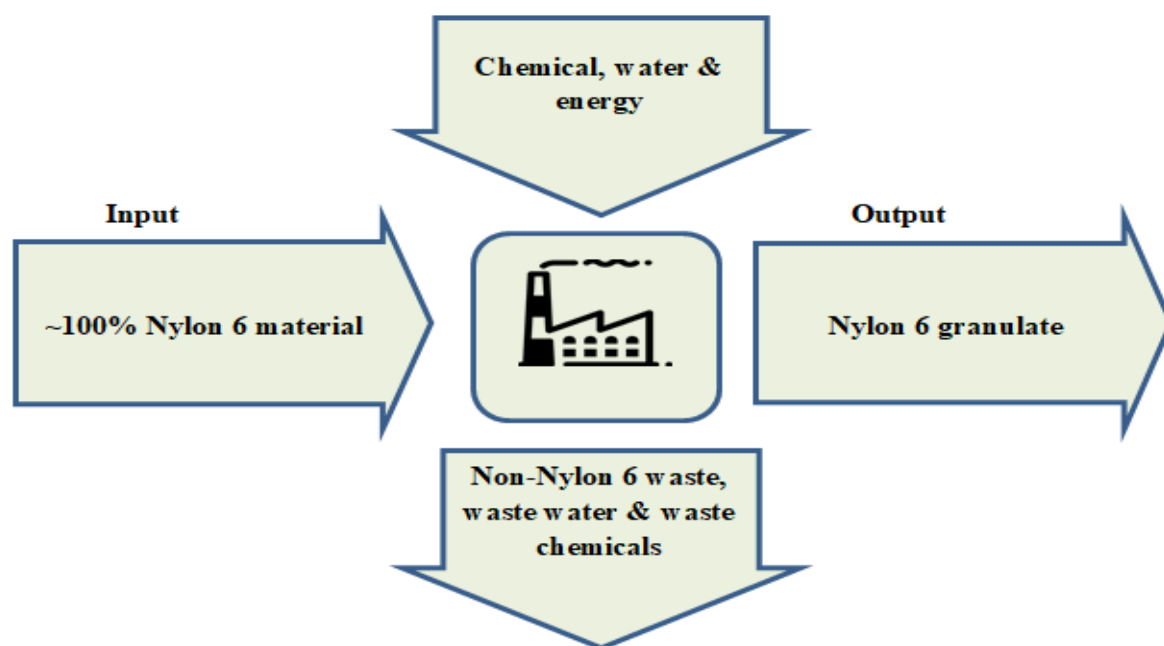 Chemical, water &
energy
Input
Output
~100% Nylon 6 material
Nylon 6 granulate
Non-Nylon 6 waste,
waste water & waste
chemicals